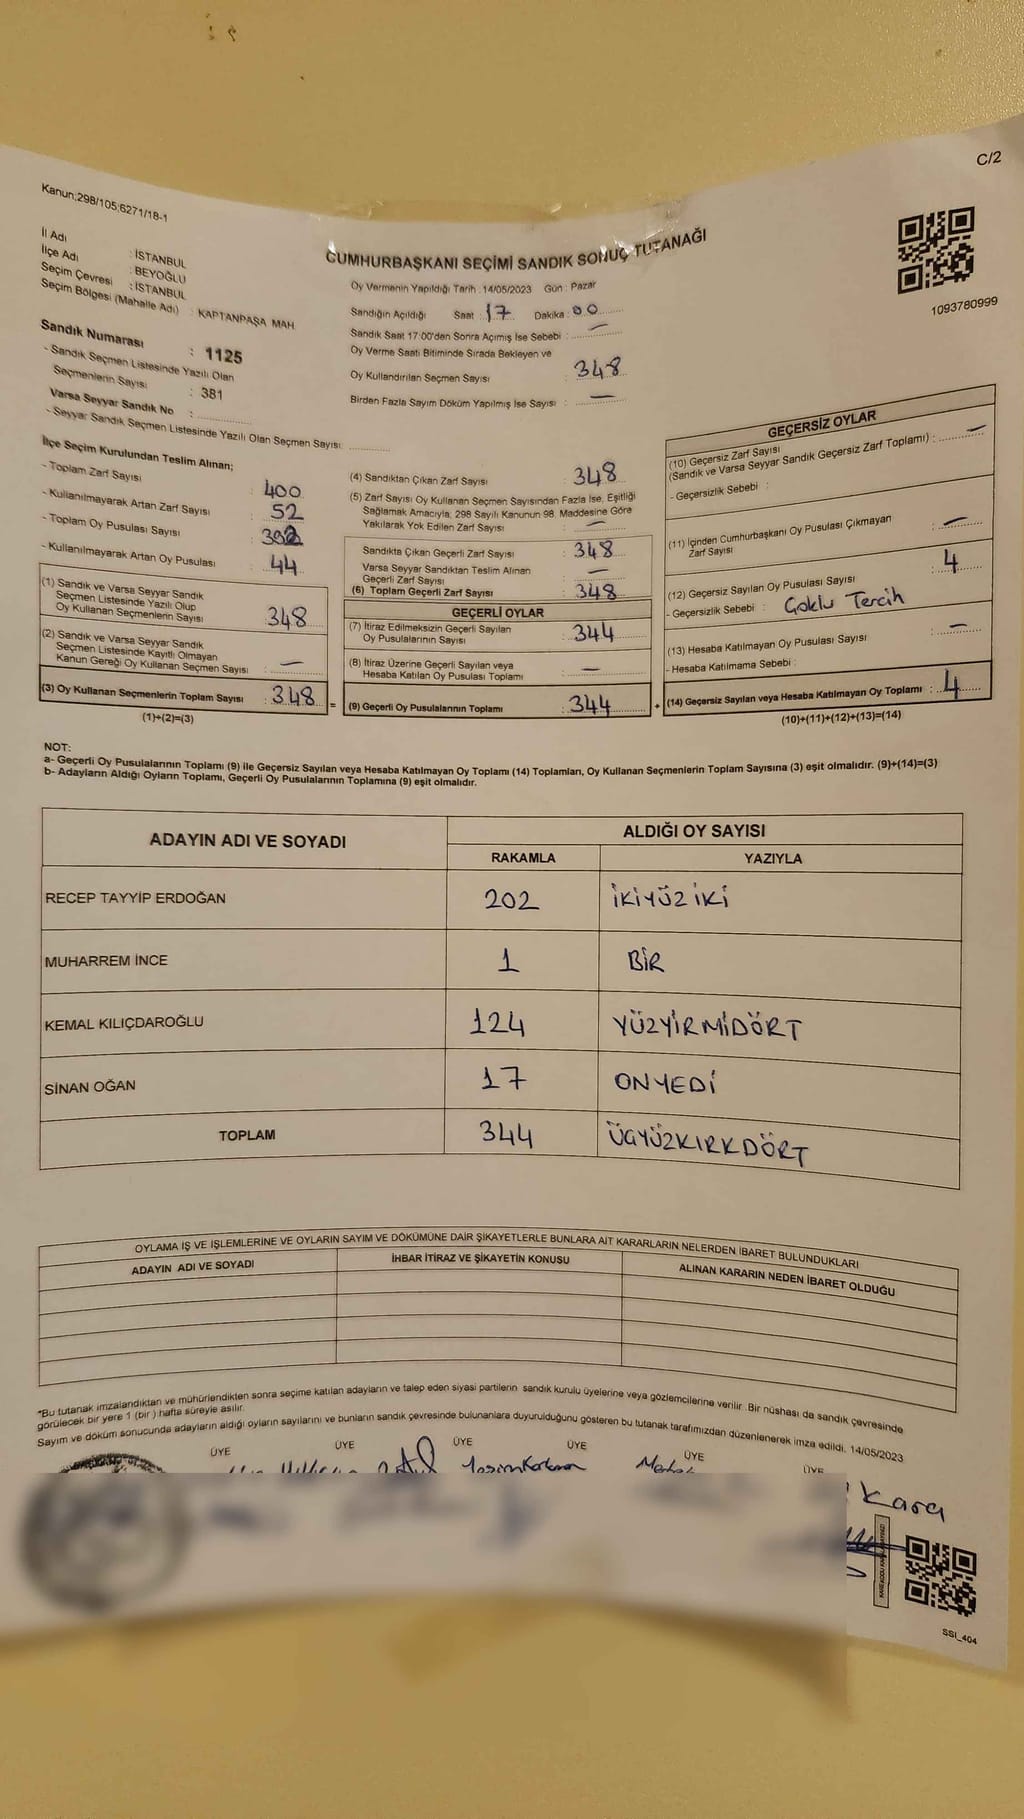 C/2
Kanun;298/105;6271/18-1
İl Adı : İSTANBUL
İlçe Adı : BEYOĞLU
Seçim Çevresi : İSTANBUL
Seçim Bölgesi (Mahalle Adı) : KAPTANPAŞA MAH
Sandık Numarası : 1125
- Sandık Seçmen Listesinde Yazılı Olan
Seçmenlerin Sayısı : 381
Varsa Seyyar Sandık No :
- Seyyar Sandık Seçmen Listesinde Yazılı Olan Seçmen Sayısı:
CUMHURBAŞKANI SEÇİMİ SANDIK SONUÇ TUTANAĞI
Oy Vermenin Yapıldığı Tarih : 14/05/2023 Gün : Pazar
Sandığın Açıldığı Saat : 17 Dakika : 00
Sandık Saat 17:00'den Sonra Açımış İse Sebebi : —
Oy Verme Saati Bitiminde Sırada Bekleyen ve
Oy Kullandırılan Seçmen Sayısı : 348
Birden Fazla Sayım Döküm Yapılmış İse Sayısı : —
1093780999
İlçe Seçim Kurulundan Teslim Alınan;
- Toplam Zarf Sayısı : 400
- Kullanılmayarak Artan Zarf Sayısı : 52
- Toplam Oy Pusulası Sayısı :
- Kullanılmayarak Artan Oy Pusulası : 44
(1) Sandık ve Varsa Seyyar Sandık
Seçmen Listesinde Yazılı Olup
Oy Kullanan Seçmenlerin Sayısı : 348
(2) Sandık ve Varsa Seyyar Sandık
Seçmen Listesinde Kayıtlı Olmayan
Kanun Gereği Oy Kullanan Seçmen Sayısı : —
(3) Oy Kullanan Seçmenlerin Toplam Sayısı : 348 =
(1)+(2)=(3)
(4) Sandıktan Çıkan Zarf Sayısı : 348
(5) Zarf Sayısı Oy Kullanan Seçmen Sayısından Fazla İse, Eşitliği
Sağlamak Amacıyla; 298 Sayılı Kanunun 98. Maddesine Göre
Yakılarak Yok Edilen Zarf Sayısı : —
Sandıkta Çıkan Geçerli Zarf Sayısı : 348
Varsa Seyyar Sandıktan Teslim Alınan
Geçerli Zarf Sayısı : —
(6) Toplam Geçerli Zarf Sayısı : 348
GEÇERLİ OYLAR
(7) İtiraz Edilmeksizin Geçerli Sayılan
Oy Pusulalarının Sayısı : 344
(8) İtiraz Üzerine Geçerli Sayılan veya
Hesaba Katılan Oy Pusulası Toplamı : —
(9) Geçerli Oy Pusulalarının Toplamı : 344 +
GEÇERSİZ OYLAR
(10) Geçersiz Zarf Sayısı
(Sandık ve Varsa Seyyar Sandık Geçersiz Zarf Toplamı) : —
- Geçersizlik Sebebi :
(11) İçinden Cumhurbaşkanı Oy Pusulası Çıkmayan
Zarf Sayısı : —
(12) Geçersiz Sayılan Oy Pusulası Sayısı : 4
- Geçersizlik Sebebi : Çoklu Tercih
(13) Hesaba Katılmayan Oy Pusulası Sayısı : —
- Hesaba Katılmama Sebebi :
(14) Geçersiz Sayılan veya Hesaba Katılmayan Oy Toplamı : 4
(10)+(11)+(12)+(13)=(14)
NOT:
a- Geçerli Oy Pusulalarının Toplamı (9) ile Geçersiz Sayılan veya Hesaba Katılmayan Oy Toplamı (14) Toplamları, Oy Kullanan Seçmenlerin Toplam Sayısına (3) eşit olmalıdır. (9)+(14)=(3)
b- Adayların Aldığı Oyların Toplamı, Geçerli Oy Pusulalarının Toplamına (9) eşit olmalıdır.
ADAYIN ADI VE SOYADI ALDIĞI OY SAYISI
RAKAMLA YAZIYLA
RECEP TAYYİP ERDOĞAN 202 İKİYÜZ İKİ
MUHARREM İNCE 1 BİR
KEMAL KILIÇDAROĞLU 124 YÜZYİRMİDÖRT
SİNAN OĞAN 17 ONYEDİ
TOPLAM 344 ÜÇYÜZKIRKDÖRT
OYLAMA İŞ VE İŞLEMLERİNE VE OYLARIN SAYIM VE DÖKÜMÜNE DAİR ŞİKAYETLERLE BUNLARA AİT KARARLARIN NELERDEN İBARET BULUNDUKLARI
ADAYIN ADI VE SOYADI İHBAR İTİRAZ VE ŞİKAYETİN KONUSU ALINAN KARARIN NEDEN İBARET OLDUĞU
*Bu tutanak imzalandıktan ve mühürlendikten sonra seçime katılan adayların ve talep eden siyasi partilerin sandık kurulu üyelerine veya gözlemcilerine verilir. Bir nüshası da sandık çevresinde
görülecek bir yere 1 (bir) hafta süreyle asılır.
Sayım ve döküm sonucunda adayların aldığı oyların sayılarını ve bunların sandık çevresinde bulunanlara duyurulduğunu gösteren bu tutanak tarafımızdan düzenlenerek imza edildi. 14/05/2023
ÜYE ÜYE ÜYE ÜYE ÜYE ÜYE
Kara
SSI_404